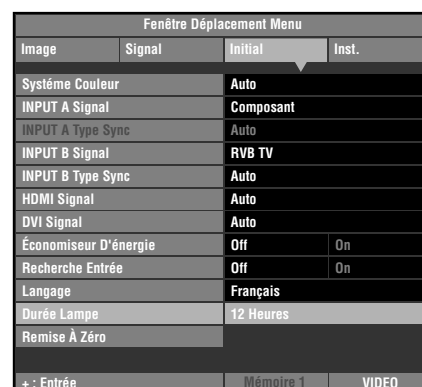 Fenêtre Déplacement Menu
Image Signal Initial Inst.
Systéme Couleur Auto
INPUT A Signal Composant
INPUT A Type Sync Auto
INPUT B Signal RVB TV
INPUT B Type Sync Auto
HDMI Signal Auto
DVI Signal Auto
Économiseur D'énergie Off On
Recherche Entrée Off On
Langage Français
Durée Lampe 12 Heures
Remise À Zéro
+ : Entrée Mémoire 1 VIDEO